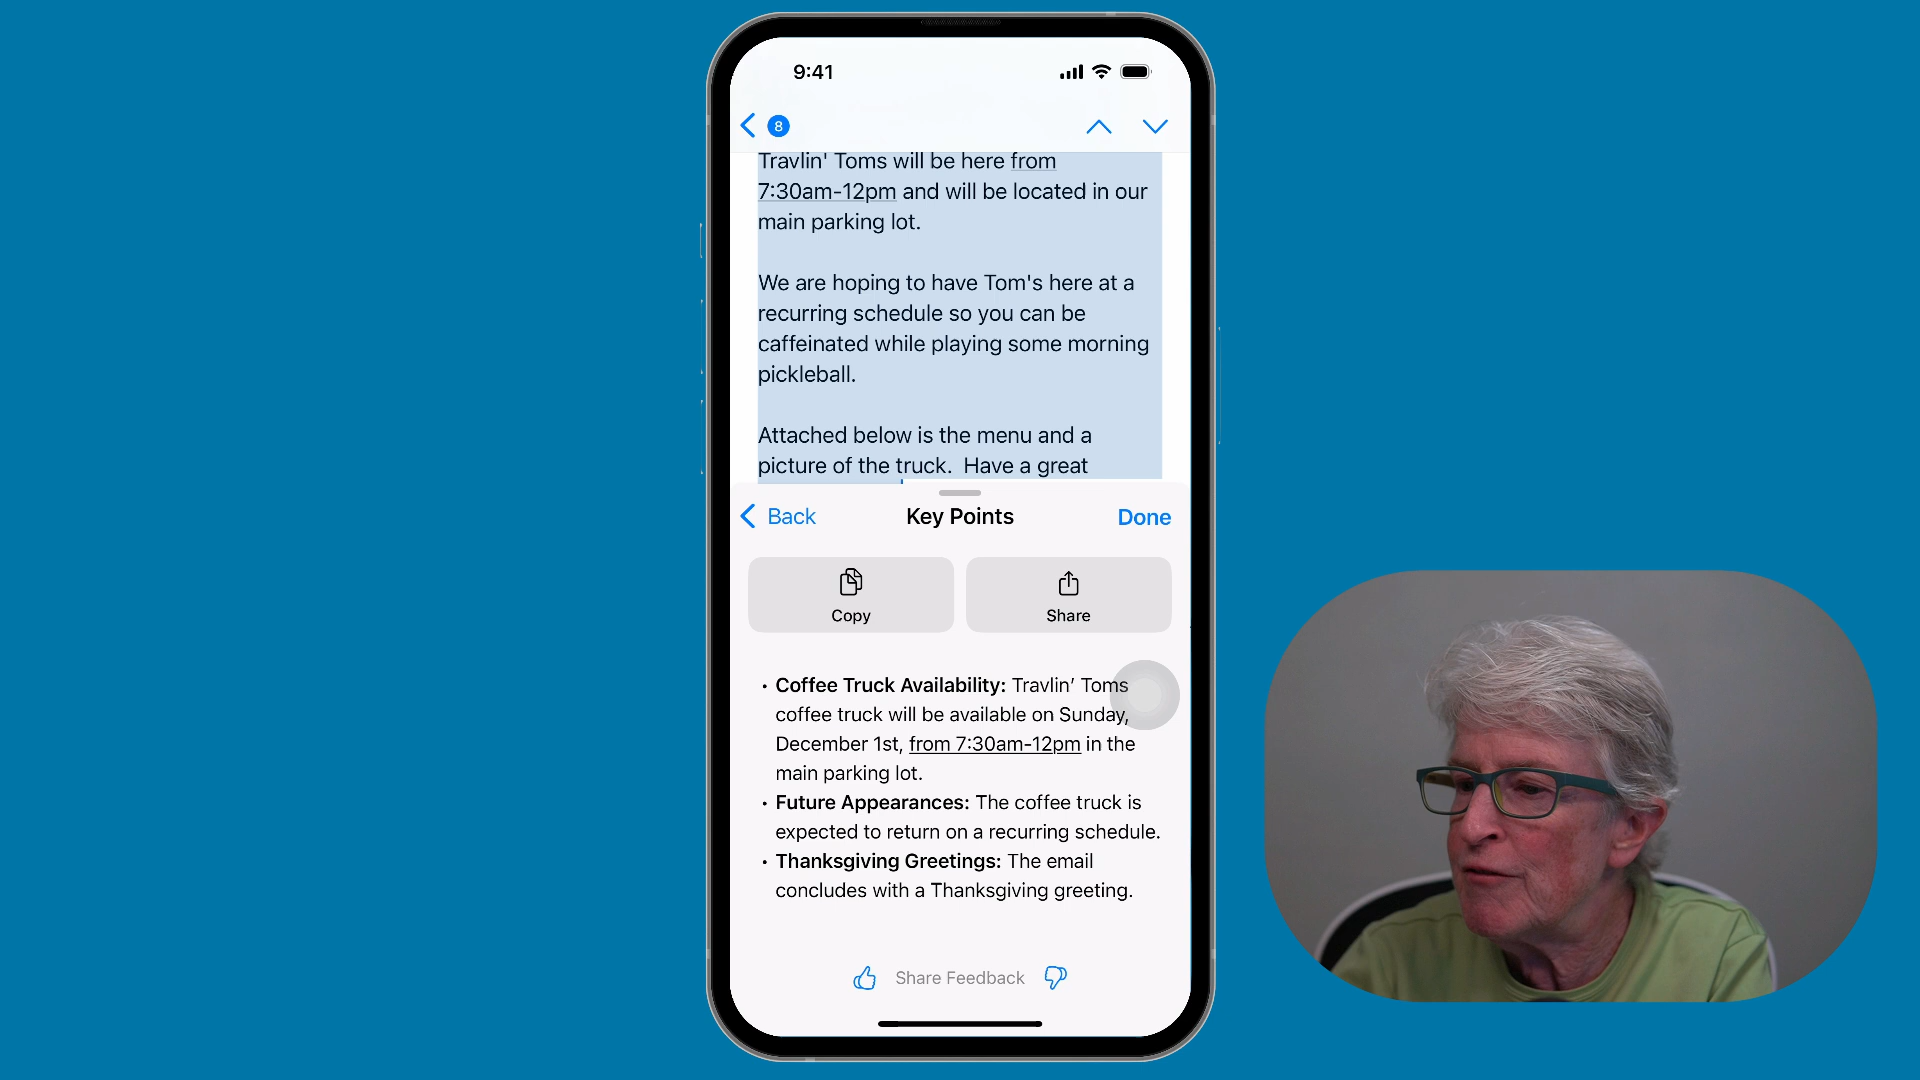 9:41
8
Travlin' Toms will be here from
7:30am-12pm and will be located in our
main parking lot.
We are hoping to have Tom's here at a
recurring schedule so you can be
caffeinated while playing some morning
pickleball.
Attached below is the menu and a
picture of the truck.  Have a great
Back
Key Points
Done
Copy
Share
• Coffee Truck Availability: Travlin’ Toms
coffee truck will be available on Sunday,
December 1st, from 7:30am-12pm in the
main parking lot.
• Future Appearances: The coffee truck is
expected to return on a recurring schedule.
• Thanksgiving Greetings: The email
concludes with a Thanksgiving greeting.
Share Feedback